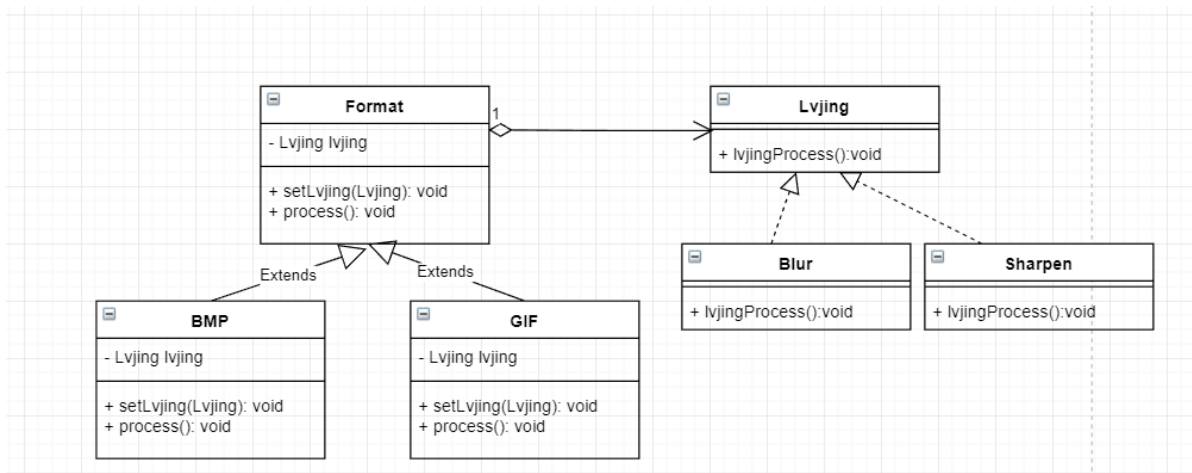 Format
- Lvjing lvjing
+ setLvjing(Lvjing): void
+ process(): void
1
Lvjing
+ lvjingProcess():void
Extends
Extends
Blur
+ lvjingProcess():void
Sharpen
+ lvjingProcess():void
BMP
- Lvjing lvjing
+ setLvjing(Lvjing): void
+ process(): void
GIF
- Lvjing lvjing
+ setLvjing(Lvjing): void
+ process(): void